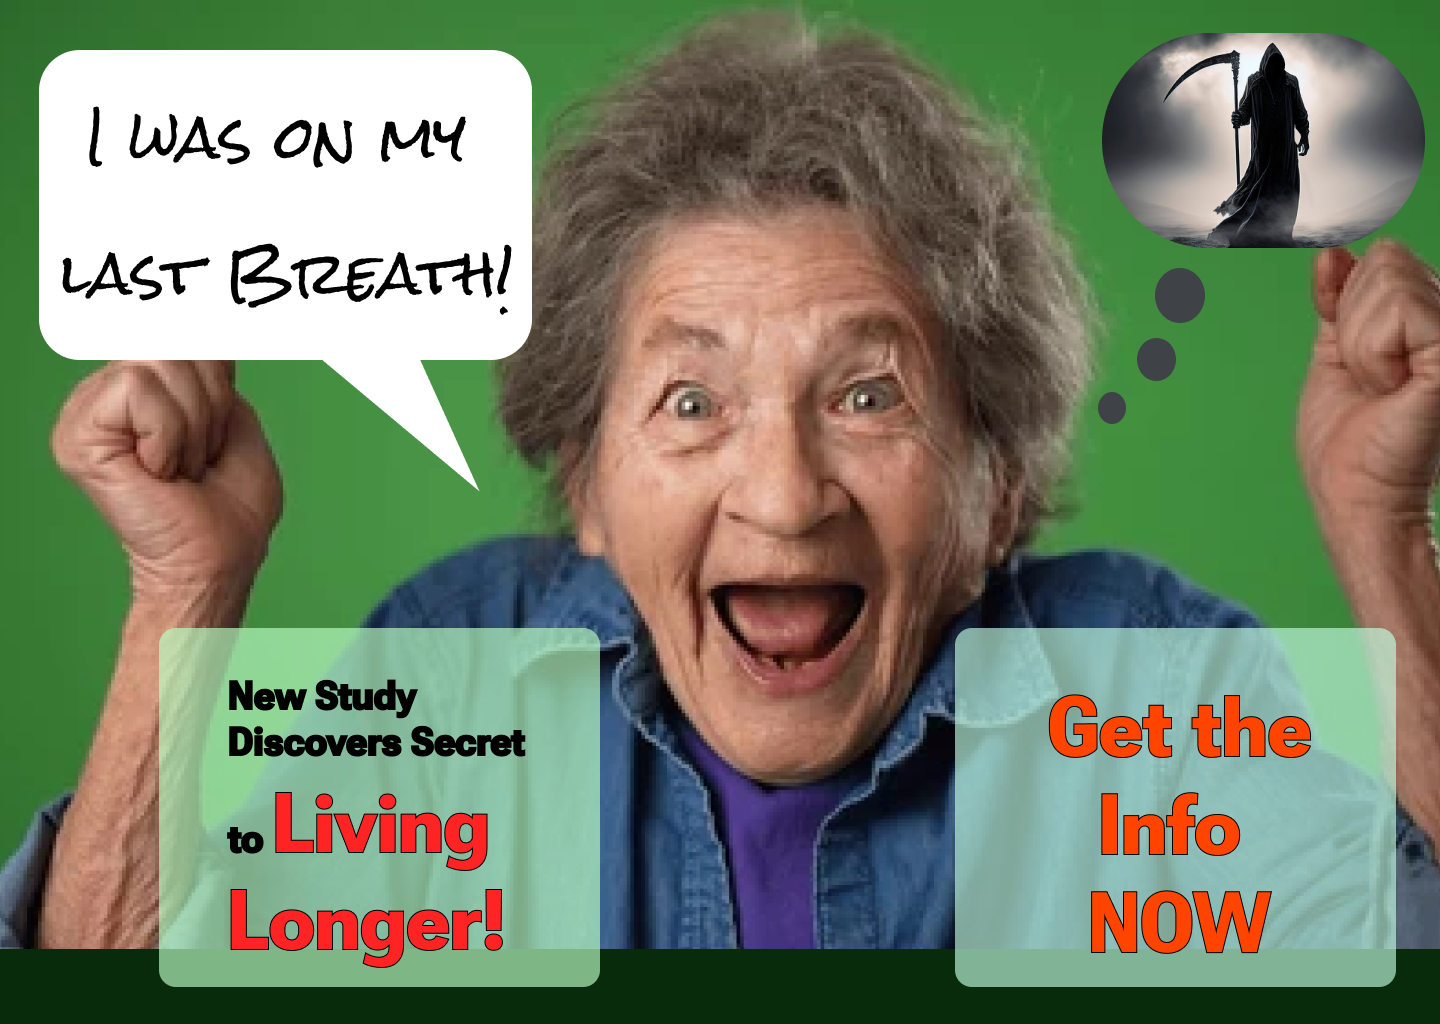 I was on my
last Breath!
New Study
Discovers Secret
to Living
Longer!
Get the
Info
NOW